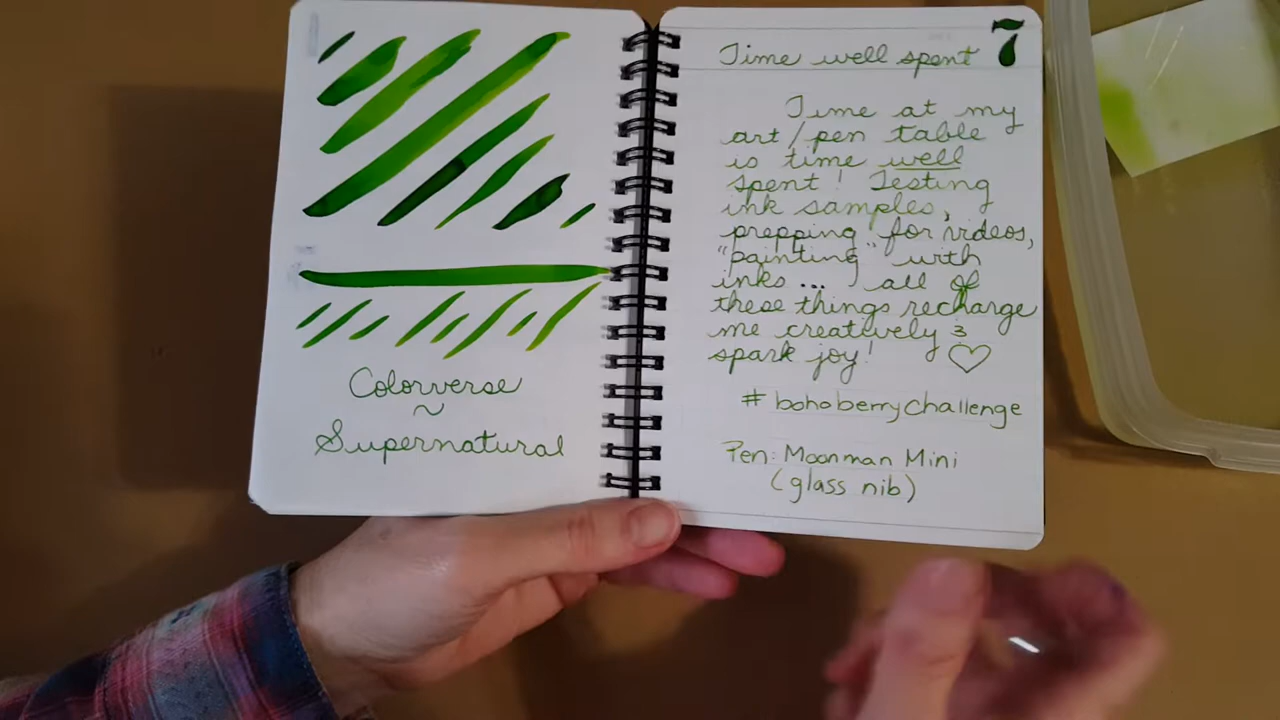 Colorverse
~
Supernatural
7
Time well spent
Time at my
art/pen table
is time well
spent! Testing
ink samples,
prepping for videos,
"painting" with
inks... all of
these things recharge
me creatively &
spark joy! ♡
#bohoberrychallenge
Pen: Moonman Mini
(glass nib)